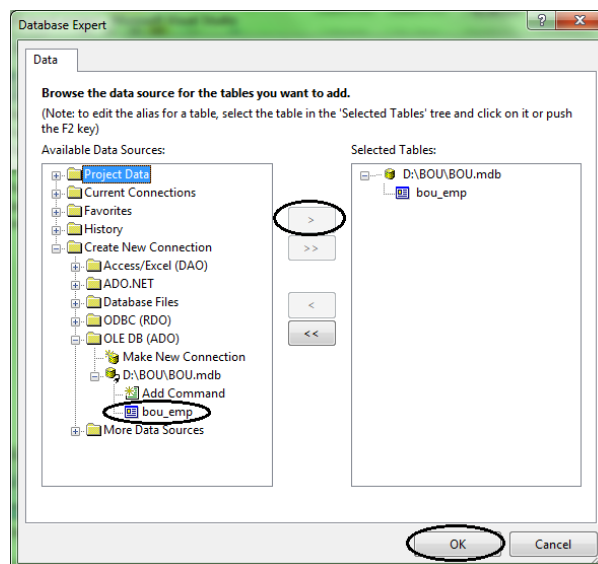 Database Expert
Data
Browse the data source for the tables you want to add.
(Note: to edit the alias for a table, select the table in the 'Selected Tables' tree and click on it or push
the F2 key)
Available Data Sources:
Selected Tables:
Project Data
Current Connections
Favorites
History
Create New Connection
Access/Excel (DAO)
ADO.NET
Database Files
ODBC (RDO)
OLE DB (ADO)
Make New Connection
D:\BOU\BOU.mdb
Add Command
bou_emp
More Data Sources
>
>>
<
<<
D:\BOU\BOU.mdb
bou_emp
OK
Cancel